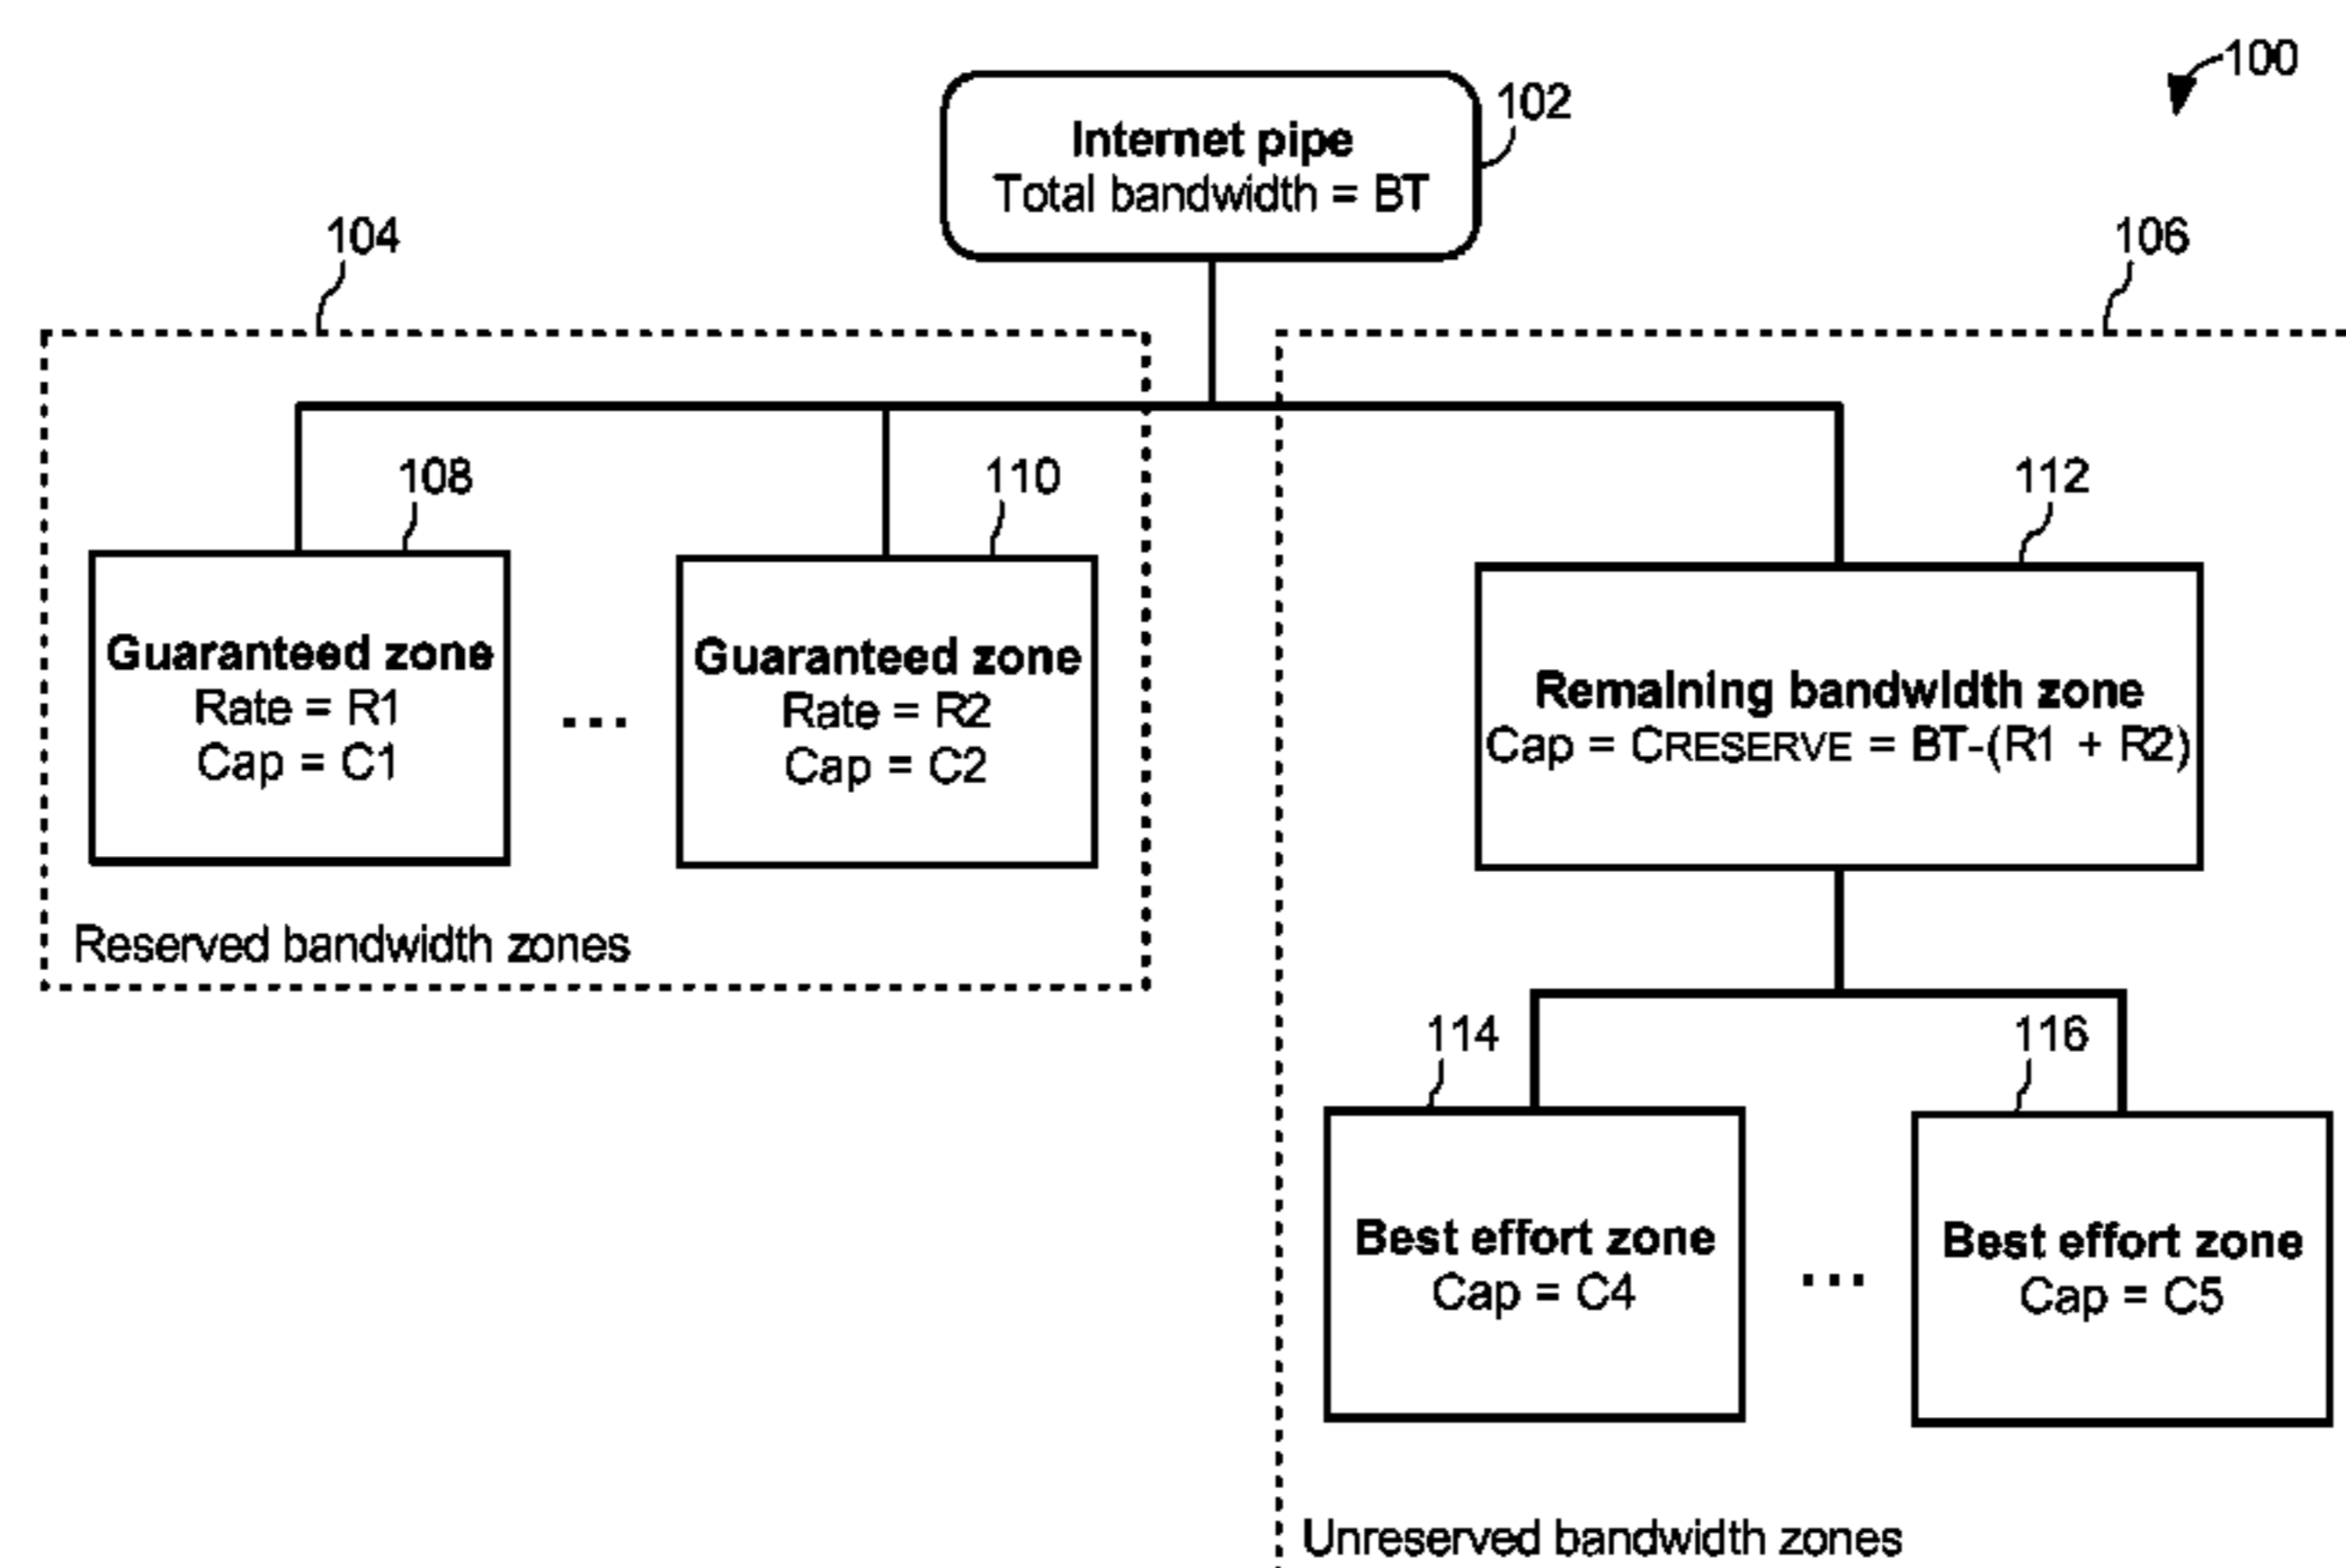 100
102
Internet pipe
Total bandwidth = BT
104
106
108
110
112
Guaranteed zone
Rate = R1
Cap = C1
...
Guaranteed zone
Rate = R2
Cap = C2
Remaining bandwidth zone
Cap = CRESERVE = BT-(R1 + R2)
Reserved bandwidth zones
114
116
Best effort zone
Cap = C4
...
Best effort zone
Cap = C5
Unreserved bandwidth zones